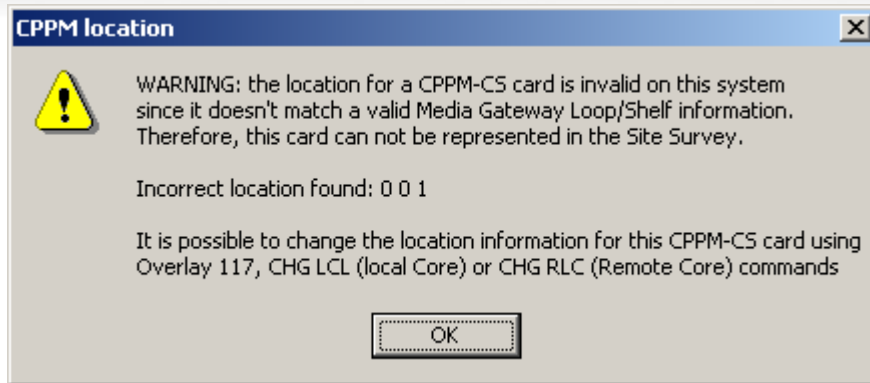 CPPM location
WARNING: the location for a CPPM-CS card is invalid on this system
since it doesn't match a valid Media Gateway Loop/Shelf information.
Therefore, this card can not be represented in the Site Survey.
Incorrect location found: 0 0 1
It is possible to change the location information for this CPPM-CS card using
Overlay 117, CHG LCL (local Core) or CHG RLC (Remote Core) commands
OK